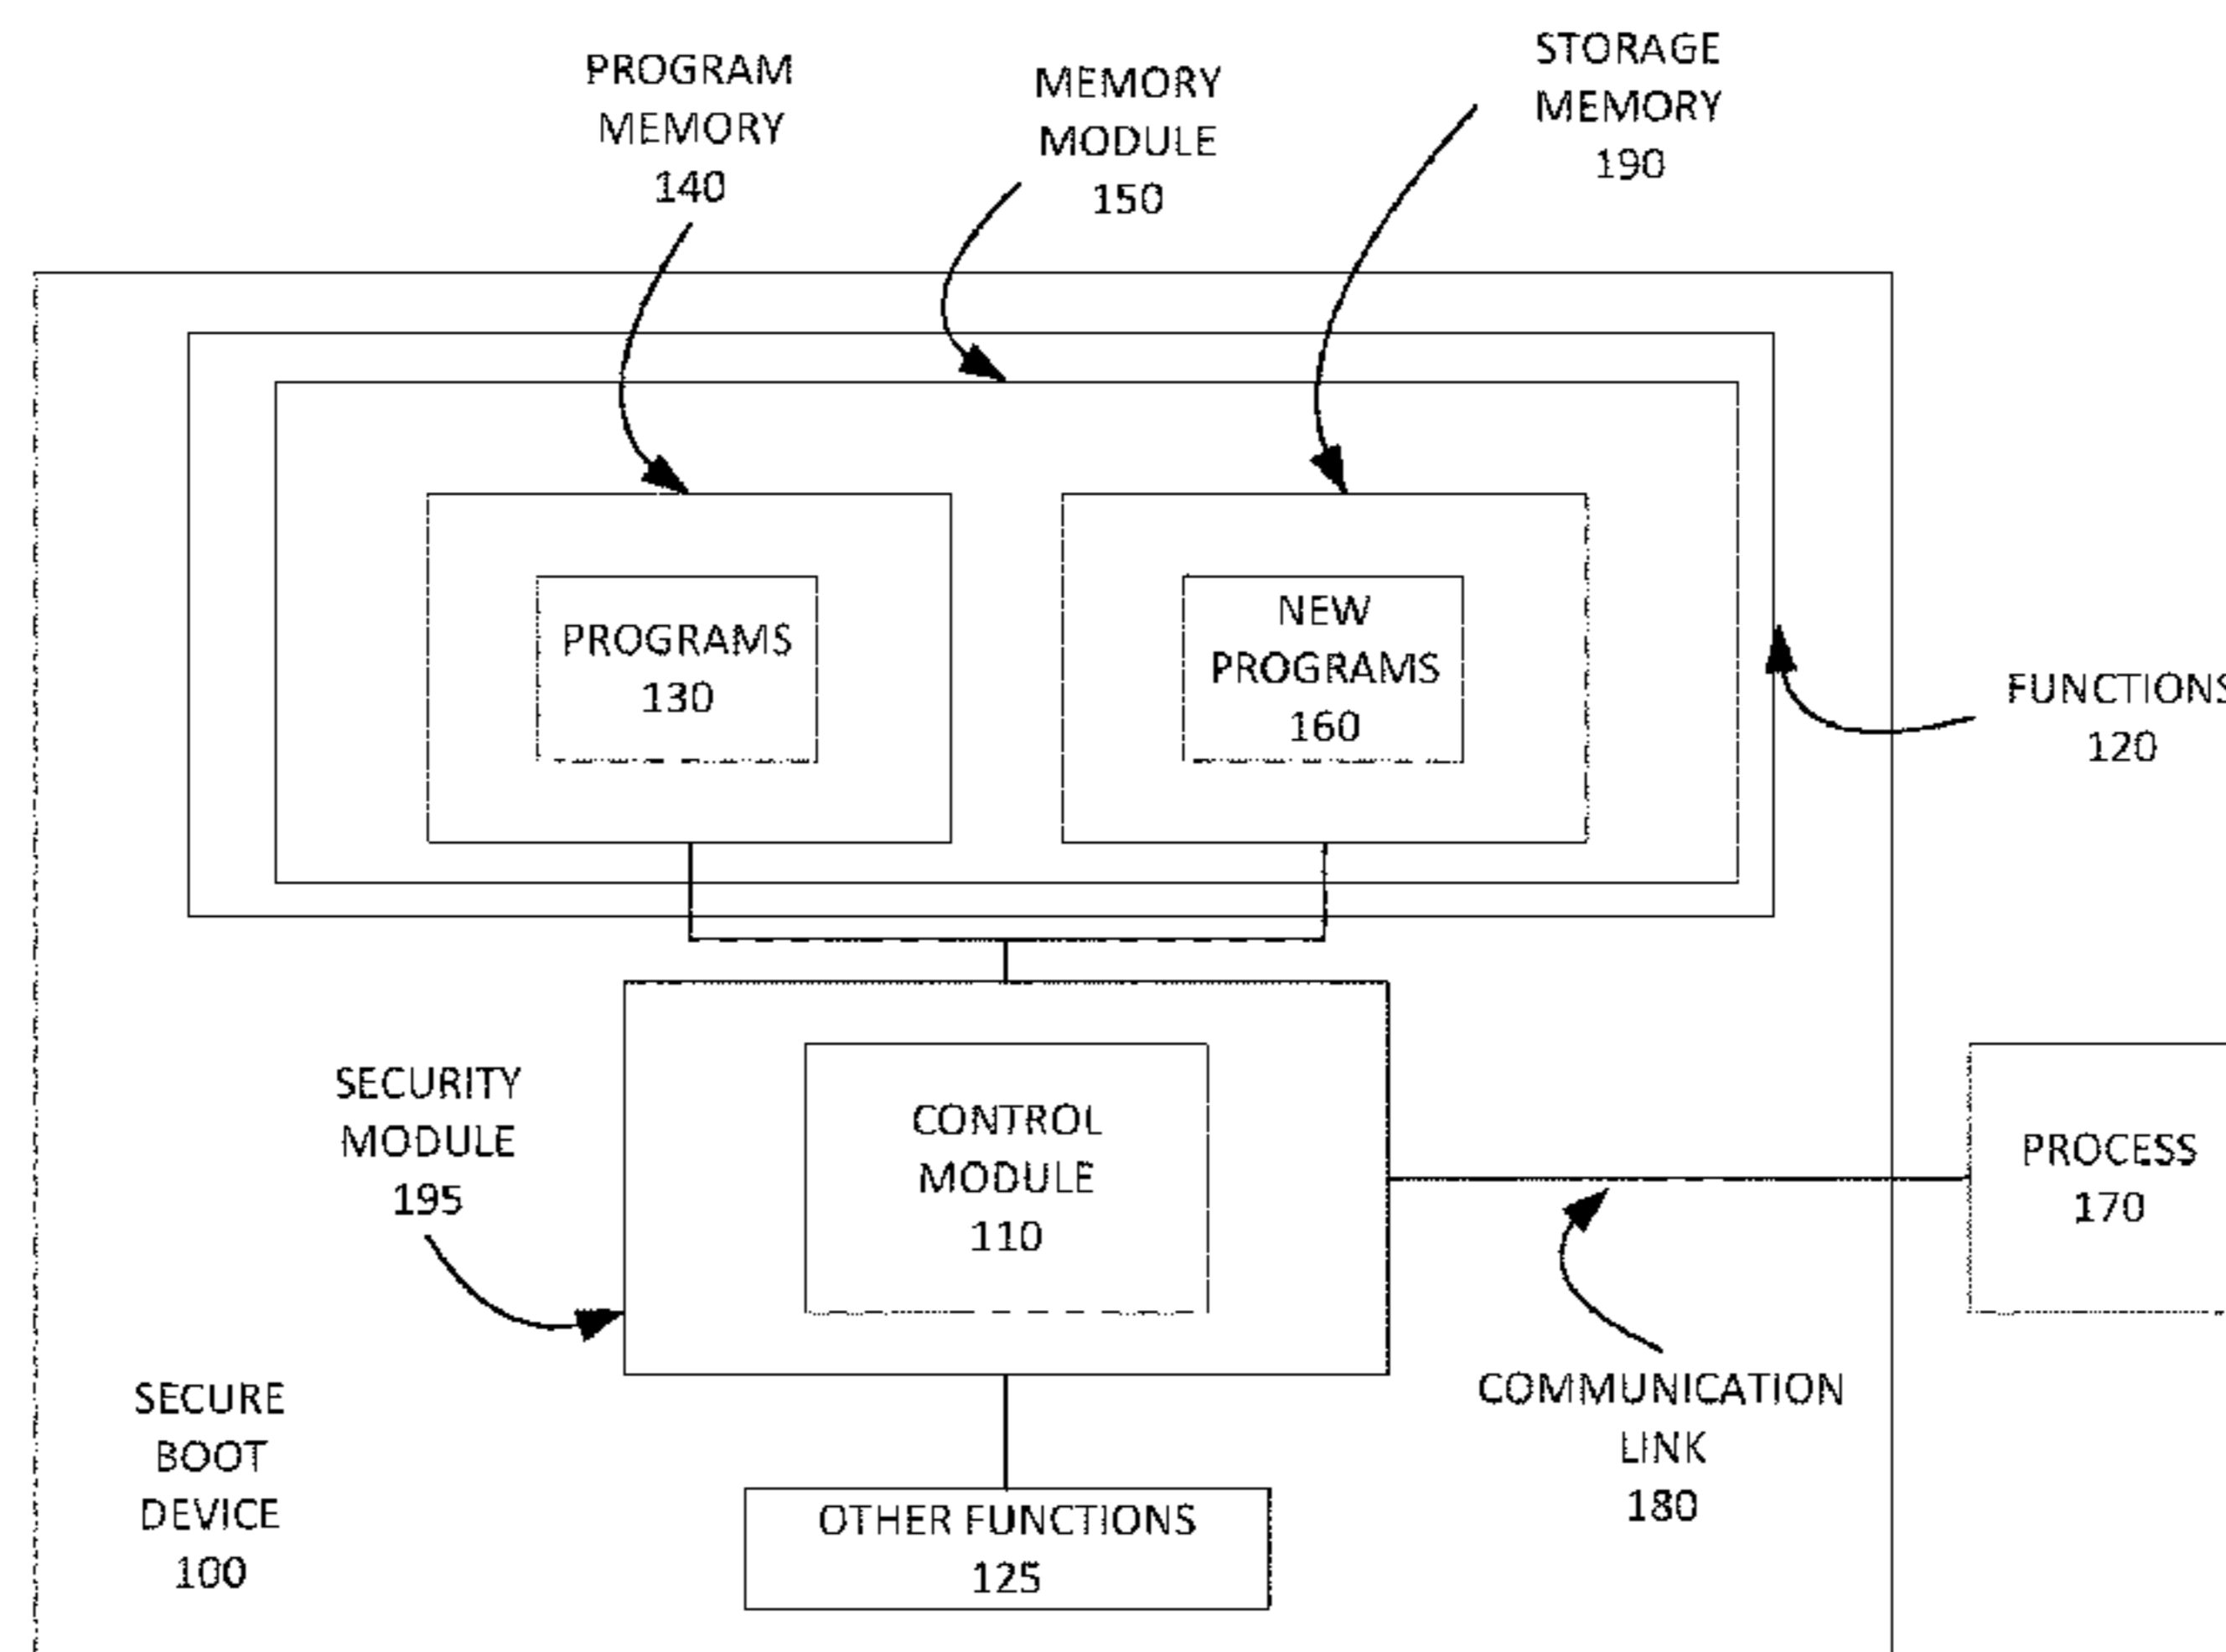 PROGRAM
MEMORY
140
MEMORY
MODULE
150
STORAGE
MEMORY
190
PROGRAMS
130
NEW
PROGRAMS
160
FUNCTIONS
120
SECURITY
MODULE
195
CONTROL
MODULE
110
PROCESS
170
SECURE
BOOT
DEVICE
100
COMMUNICATION
LINK
180
OTHER FUNCTIONS
125